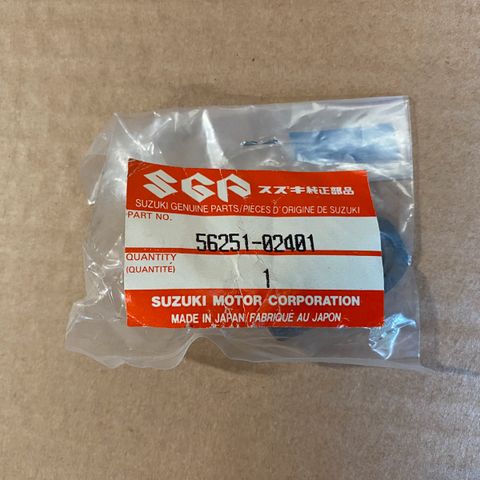 SGP スズキ純正部品
SUZUKI GENUINE PARTS/PIECES D'ORIGINE DE SUZUKI
PART NO.
56251-02401
QUANTITY
(QUANTITÉ)
1
SUZUKI MOTOR CORPORATION
MADE IN JAPAN/FABRIQUÉ AU JAPON